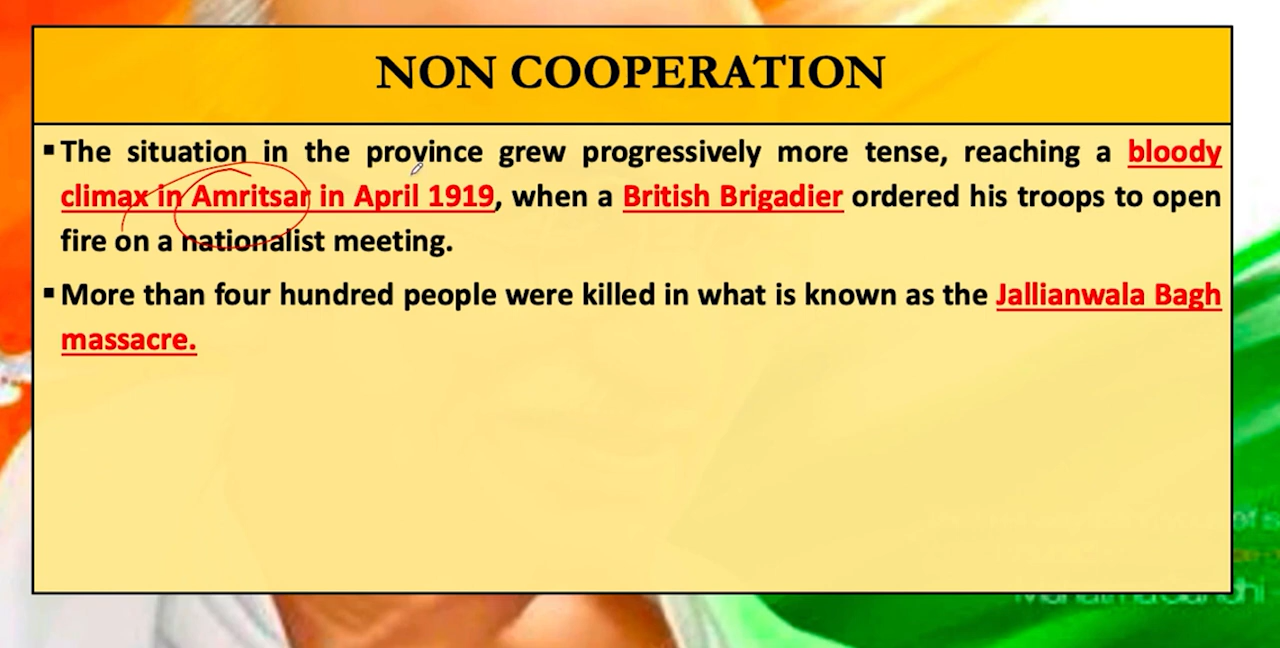 NON COOPERATION
▪ The situation in the province grew progressively more tense, reaching a bloody
climax in Amritsar in April 1919, when a British Brigadier ordered his troops to open
fire on a nationalist meeting.
▪ More than four hundred people were killed in what is known as the Jallianwala Bagh
massacre.
Mahatma Gandhi